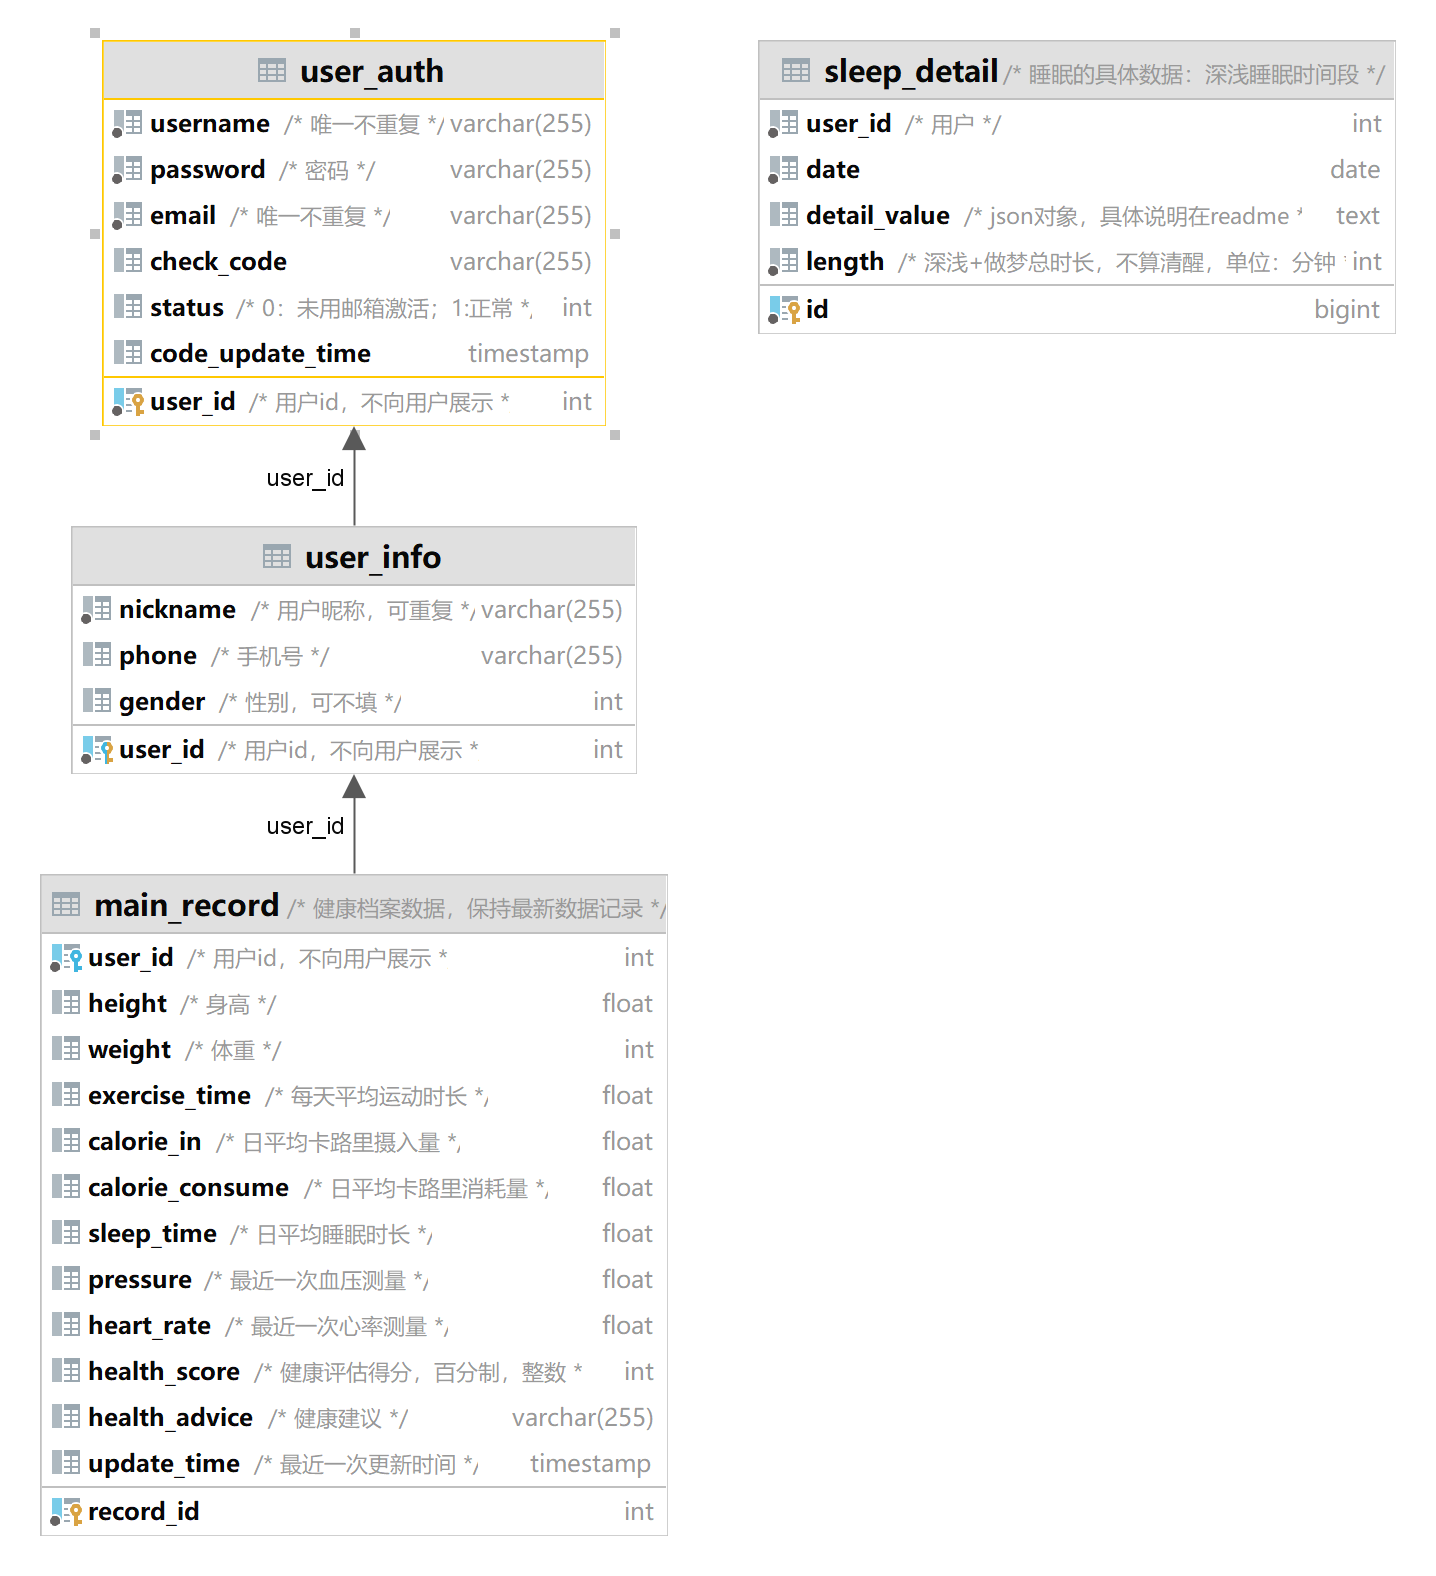 user_auth
username /* 唯一不重复 */ varchar(255)
password /* 密码 */ varchar(255)
email /* 唯一不重复 */ varchar(255)
check_code varchar(255)
status /* 0：未用邮箱激活；1:正常 * int
code_update_time timestamp
user_id /* 用户id，不向用户展示 * int
user_id
user_info
nickname /* 用户昵称，可重复 */ varchar(255)
phone /* 手机号 */ varchar(255)
gender /* 性别，可不填 */ int
user_id /* 用户id，不向用户展示 * int
user_id
main_record /* 健康档案数据，保持最新数据记录 */
user_id /* 用户id，不向用户展示 * int
height /* 身高 */ float
weight /* 体重 */ int
exercise_time /* 每天平均运动时长 */ float
calorie_in /* 日平均卡路里摄入量 */ float
calorie_consume /* 日平均卡路里消耗量 */ float
sleep_time /* 日平均睡眠时长 */ float
pressure /* 最近一次血压测量 */ float
heart_rate /* 最近一次心率测量 */ float
health_score /* 健康评估得分，百分制，整数 * int
health_advice /* 健康建议 */ varchar(255)
update_time /* 最近一次更新时间 */ timestamp
record_id int
sleep_detail /* 睡眠的具体数据：深浅睡眠时间段 */
user_id /* 用户 */ int
date date
detail_value /* json对象，具体说明在readme * text
length /* 深浅+做梦总时长，不算清醒，单位：分钟 * int
id bigint